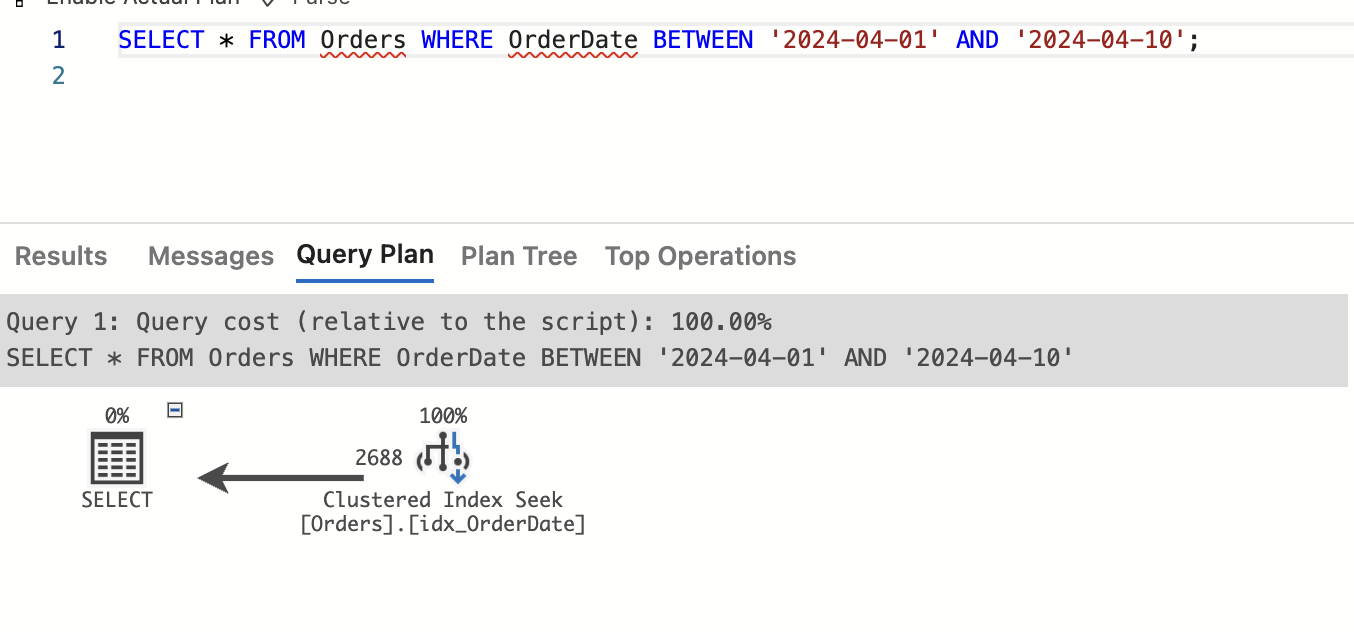 Enable Actual Plan Parse
1 SELECT * FROM Orders WHERE OrderDate BETWEEN '2024-04-01' AND '2024-04-10';
2
Results Messages Query Plan Plan Tree Top Operations
Query 1: Query cost (relative to the script): 100.00%
SELECT * FROM Orders WHERE OrderDate BETWEEN '2024-04-01' AND '2024-04-10'
0% 100%
2688
SELECT Clustered Index Seek
[Orders].[idx_OrderDate]